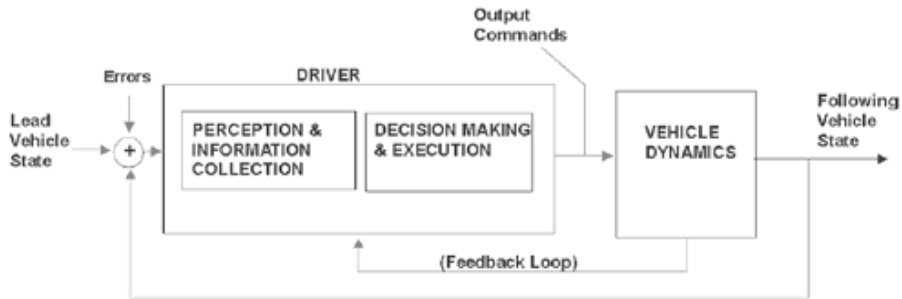 Output
Commands
Errors
DRIVER
Lead
Vehicle
State
+
PERCEPTION &
INFORMATION
COLLECTION
DECISION MAKING
& EXECUTION
VEHICLE
DYNAMICS
Following
Vehicle
State
(Feedback Loop)